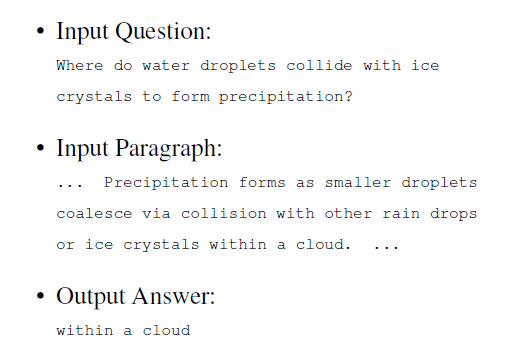 • Input Question:
Where do water droplets collide with ice
crystals to form precipitation?
• Input Paragraph:
... Precipitation forms as smaller droplets
coalesce via collision with other rain drops
or ice crystals within a cloud. ...
• Output Answer:
within a cloud